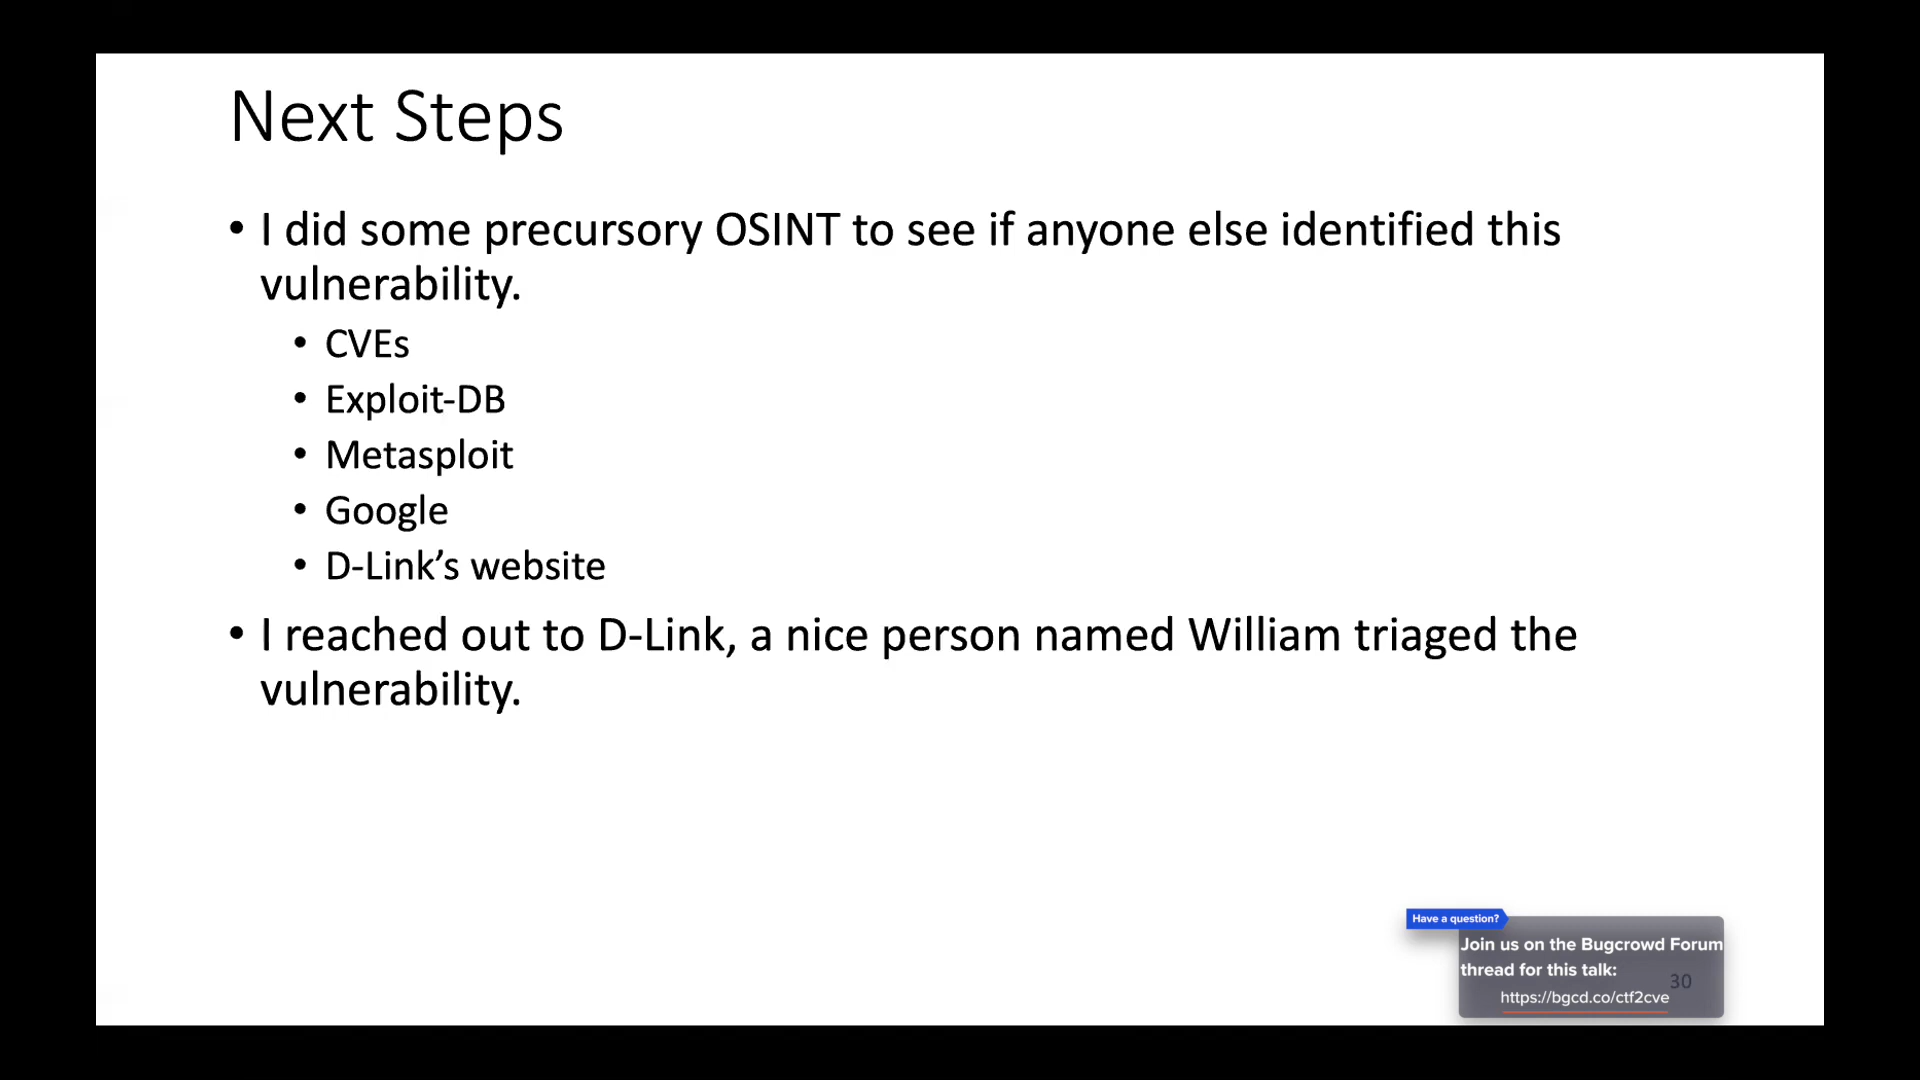 Next Steps
• I did some precursory OSINT to see if anyone else identified this
vulnerability.
• CVEs
• Exploit-DB
• Metasploit
• Google
• D-Link’s website
• I reached out to D-Link, a nice person named William triaged the
vulnerability.
Have a question?
Join us on the Bugcrowd Forum
thread for this talk:
30
https://bgcd.co/ctf2cve